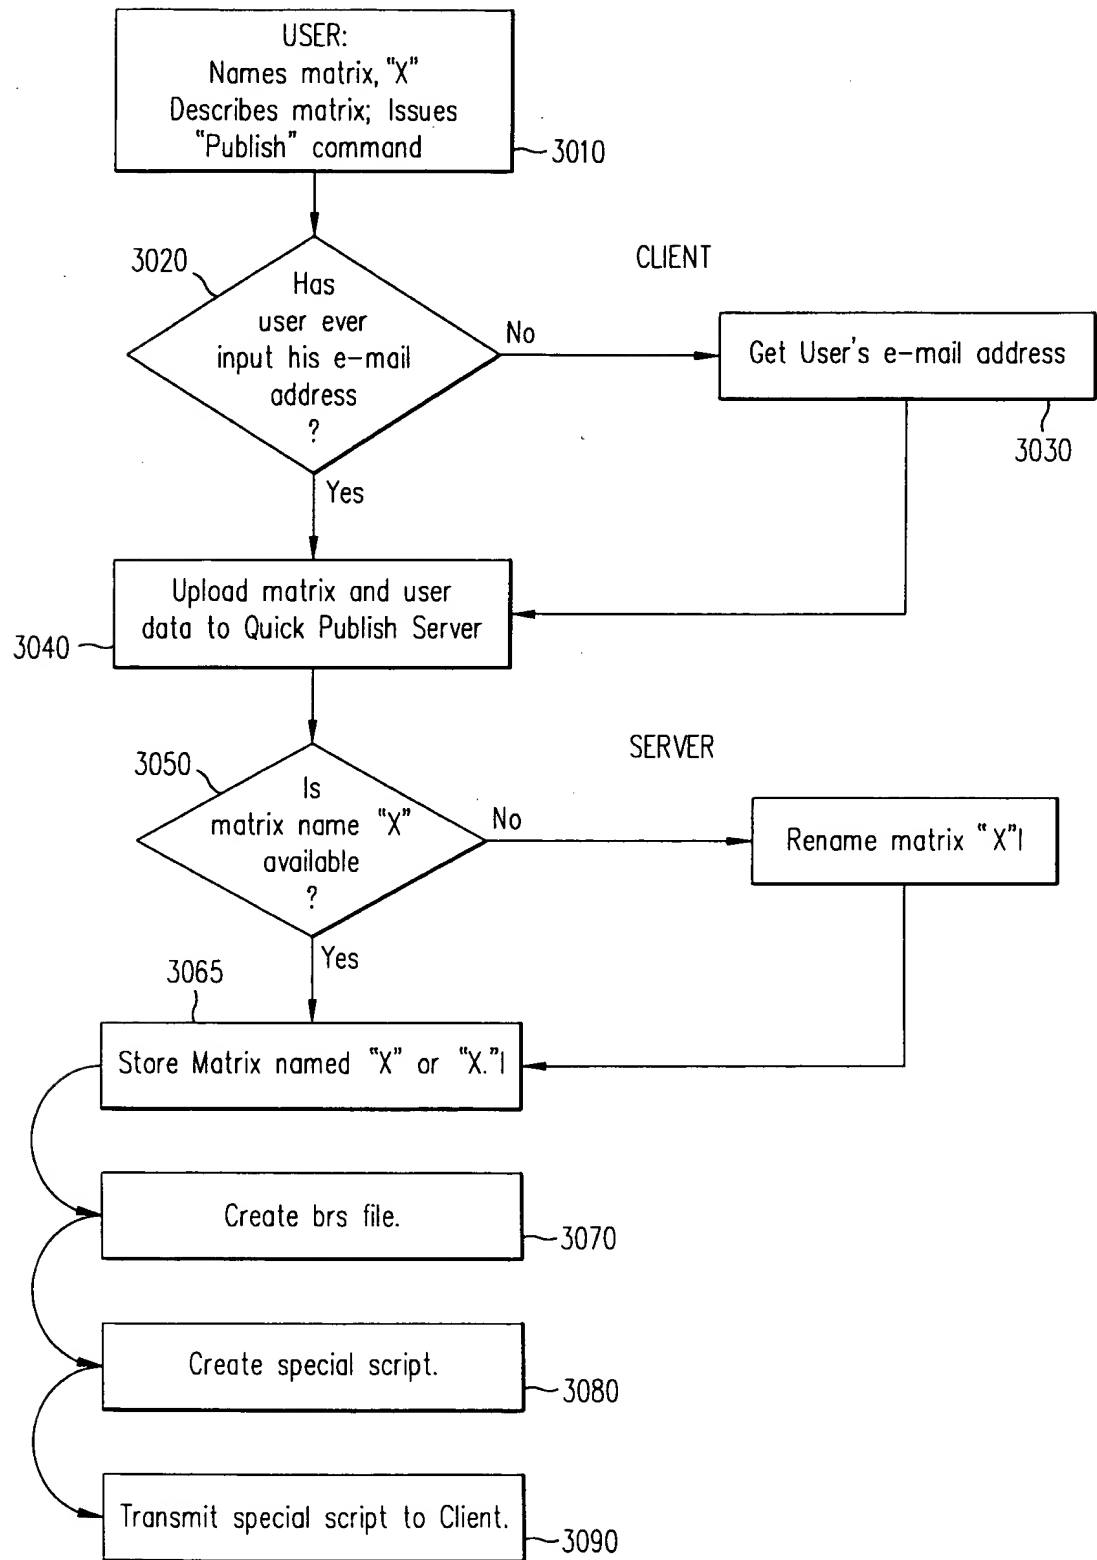 USER:
Names matrix, "X"
Describes matrix; Issues
"Publish" command
3010
3020
CLIENT
Has
user ever
input his e-mail
address
?
No
Get User's e-mail address
3030
Yes
Upload matrix and user
data to Quick Publish Server
3040
3050
SERVER
Is
matrix name "X"
available
?
No
Rename matrix "X"|
Yes
3065
Store Matrix named "X" or "X."|
Create brs file.
3070
Create special script.
3080
Transmit special script to Client.
3090